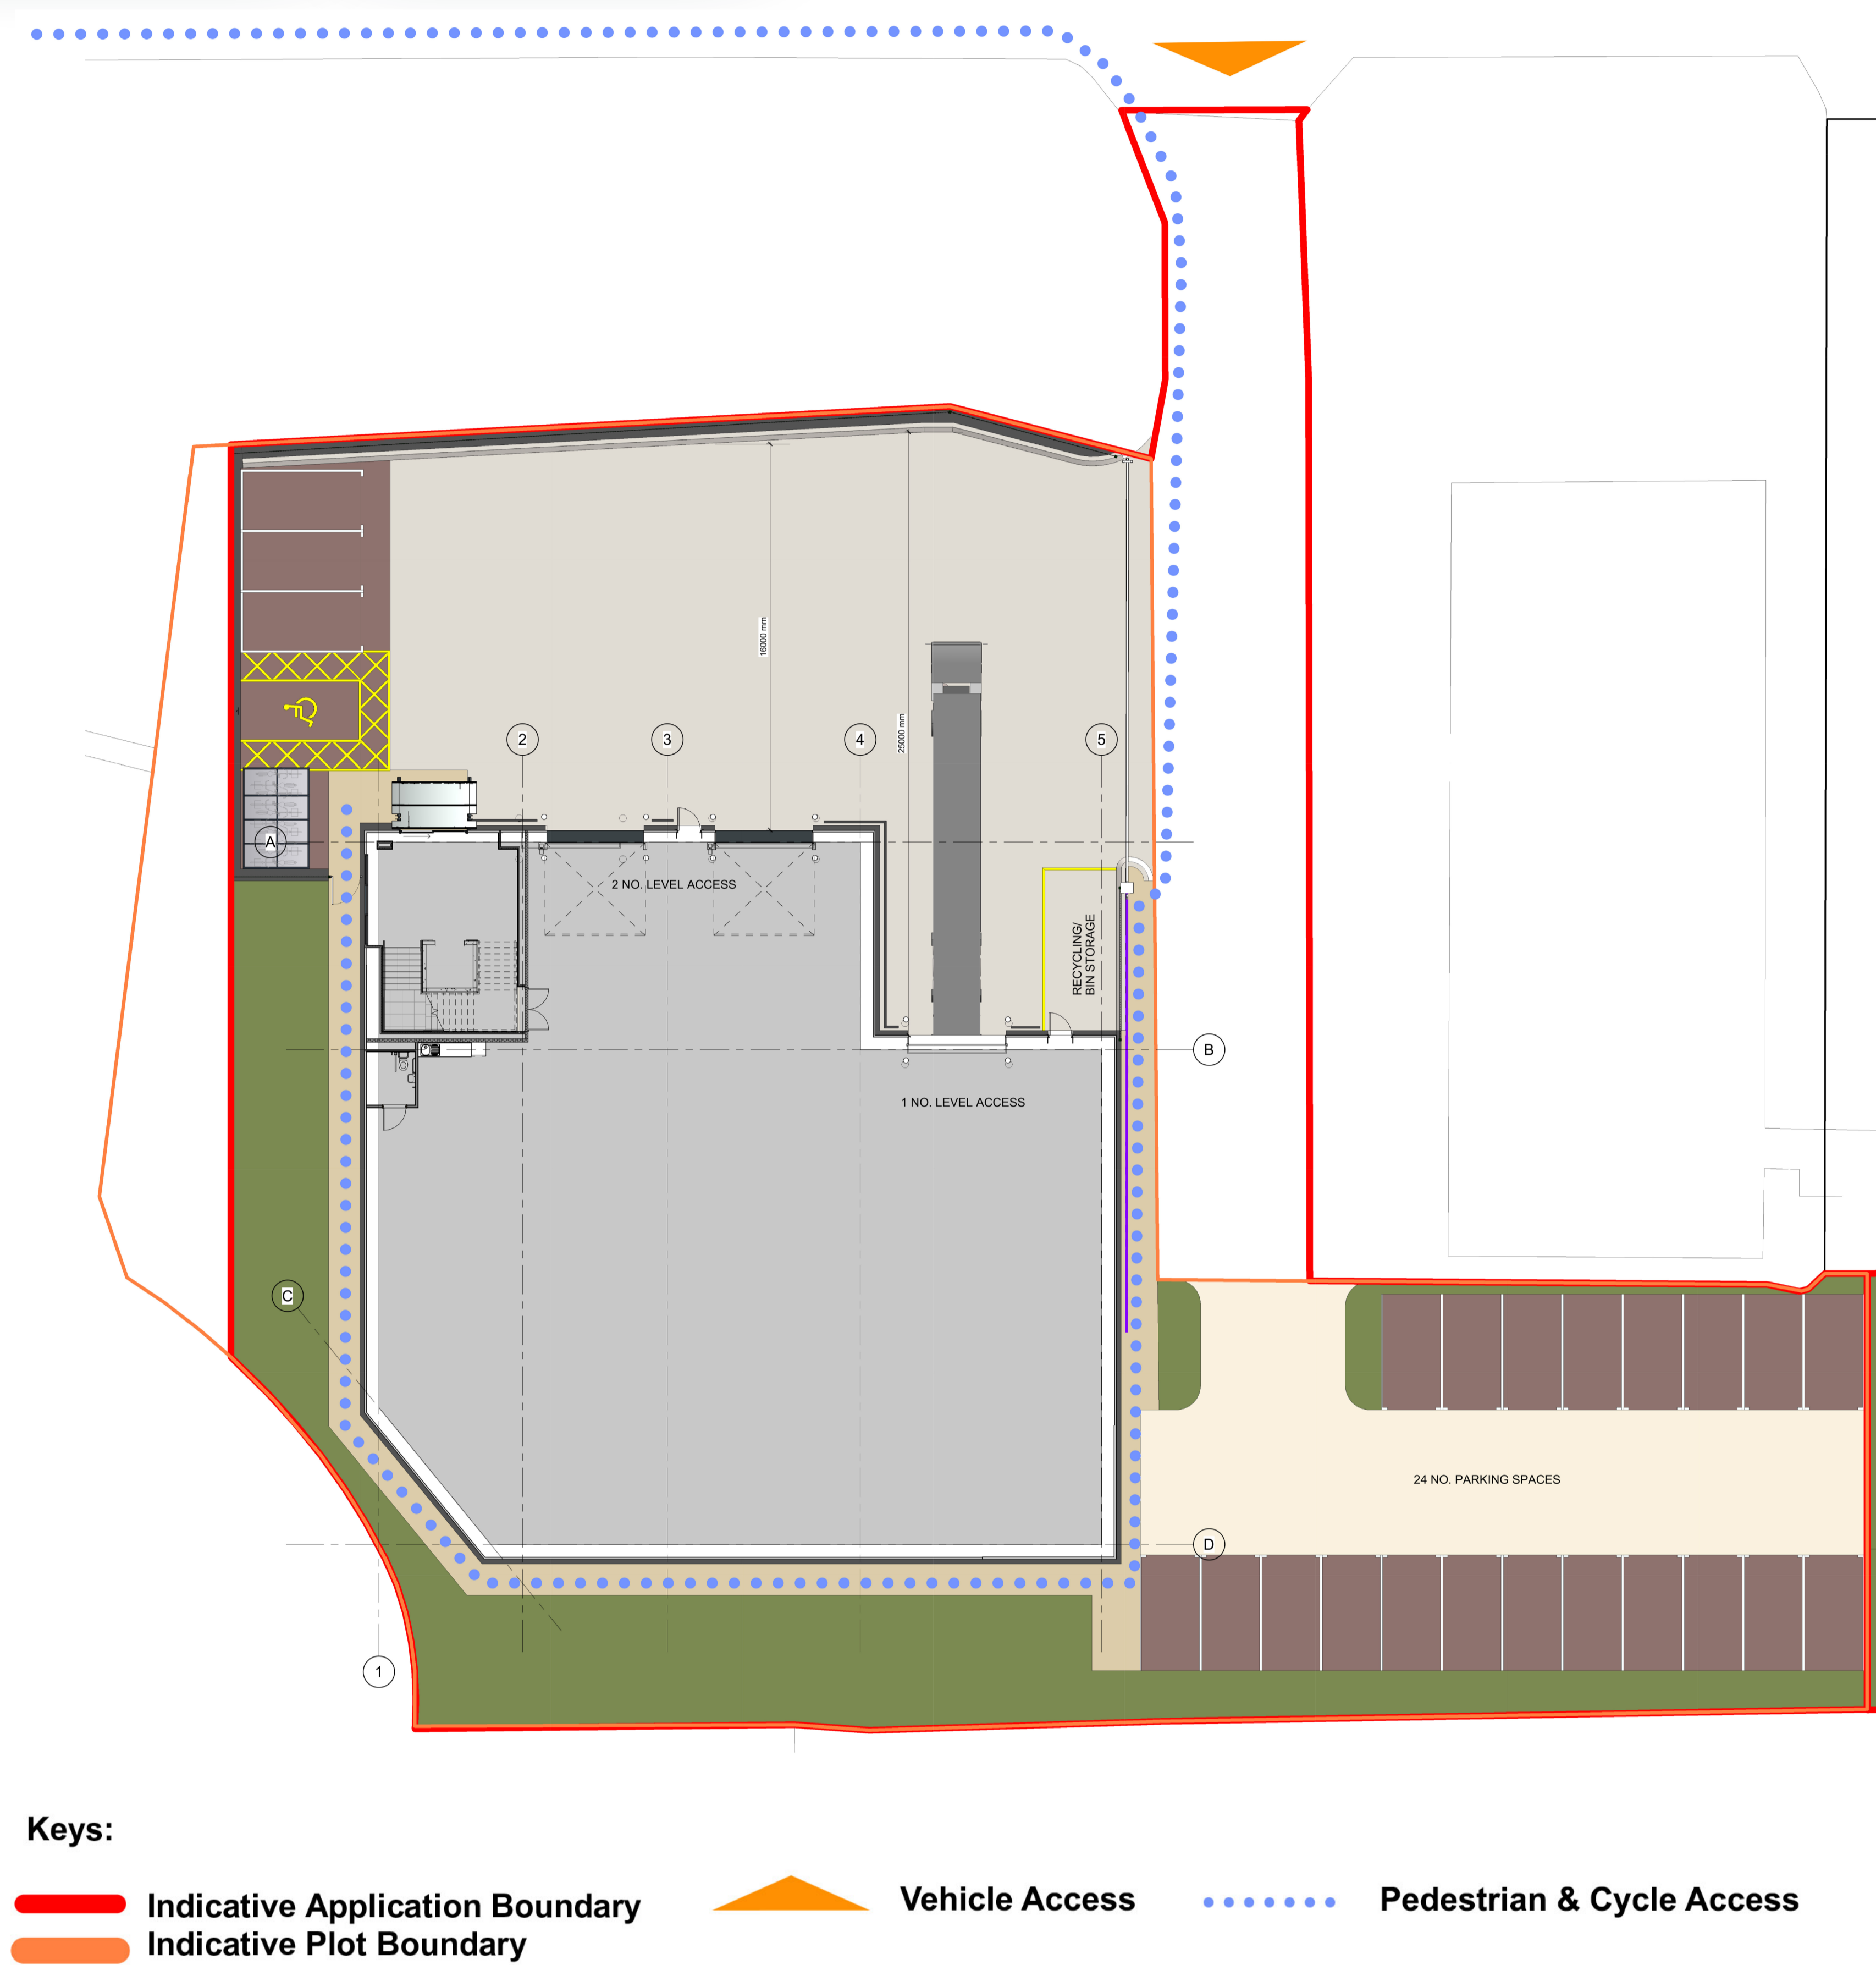 16000 mm
25000 mm
2
3
4
5
A
2 NO. LEVEL ACCESS
RECYCLING/
BIN STORAGE
B
1 NO. LEVEL ACCESS
C
24 NO. PARKING SPACES
D
1
Keys:
Indicative Application Boundary
Vehicle Access
Pedestrian & Cycle Access
Indicative Plot Boundary